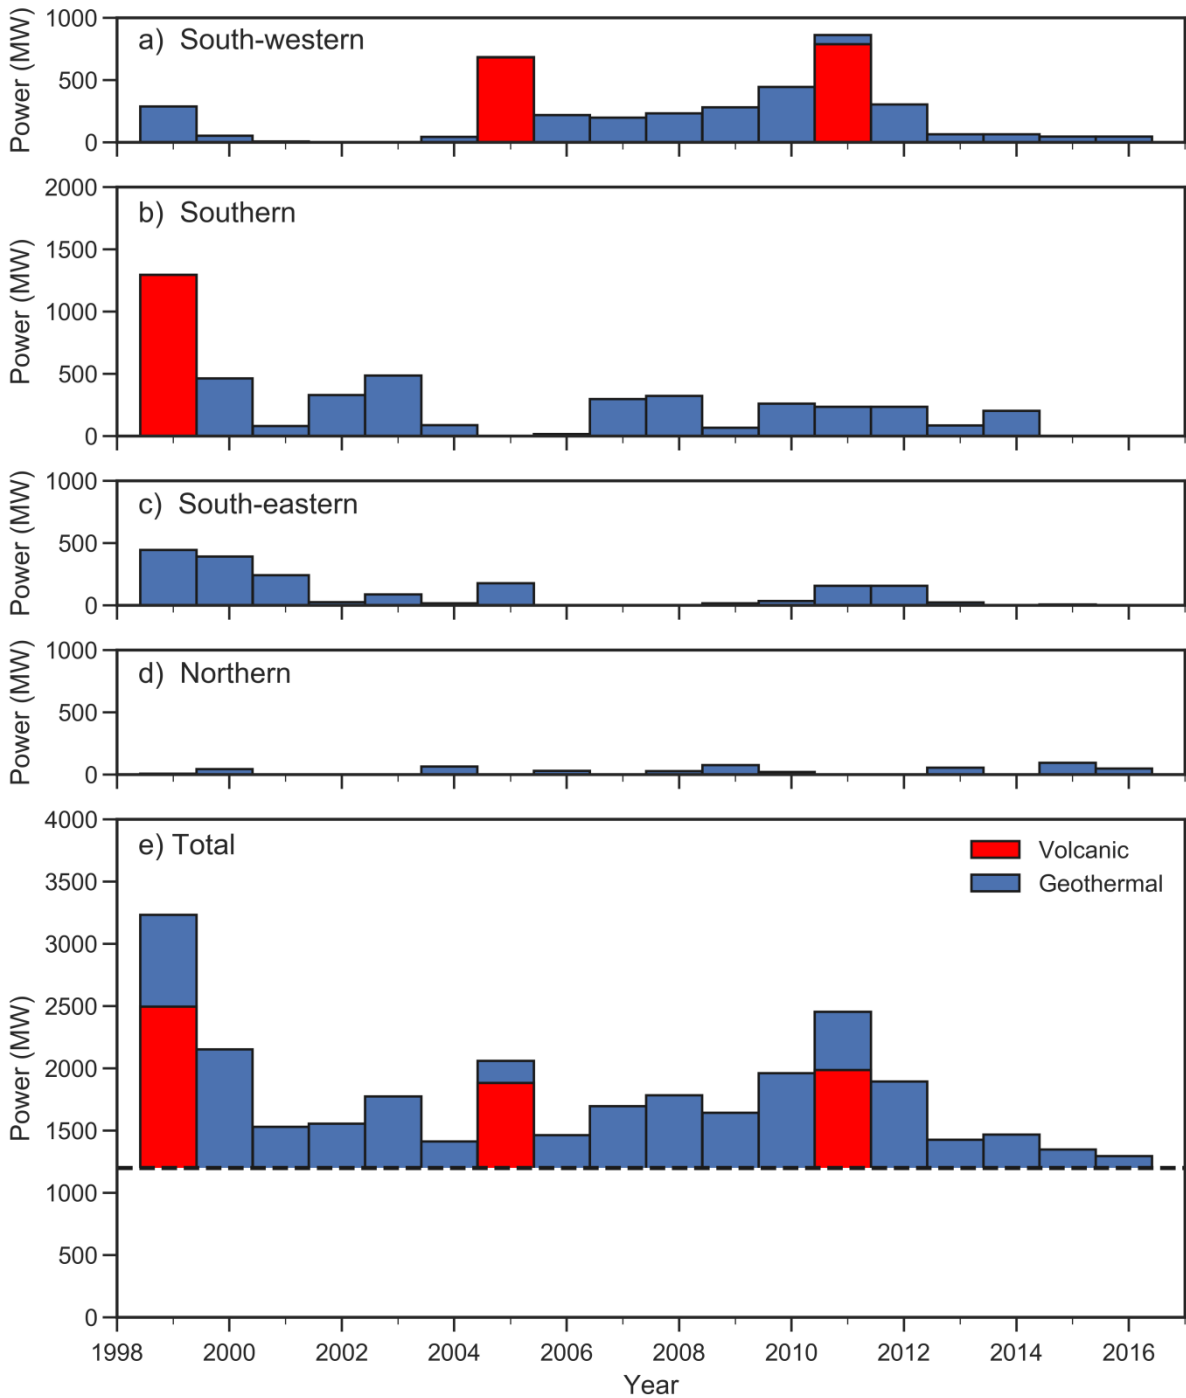 a) South-western
Power (MW)
1000
500
0
b) Southern
Power (MW)
2000
1500
1000
500
0
c) South-eastern
Power (MW)
1000
500
0
d) Northern
Power (MW)
1000
500
0
e) Total
Volcanic
Geothermal
Power (MW)
4000
3500
3000
2500
2000
1500
1000
500
0
1998 2000 2002 2004 2006 2008 2010 2012 2014 2016
Year